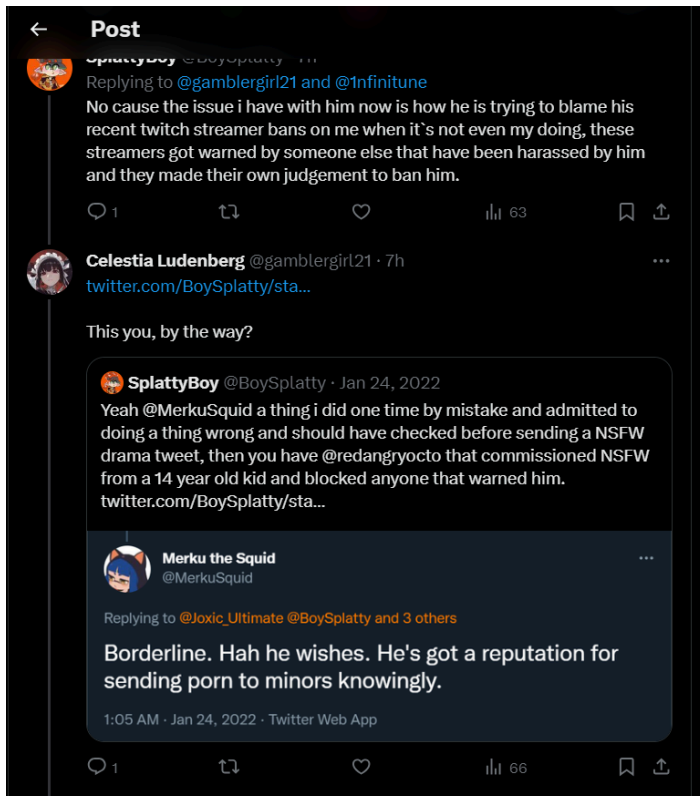 Post
SplattyBoy @BoySplatty · 7h
Replying to @gamblergirl21 and @1nfinitune
No cause the issue i have with him now is how he is trying to blame his
recent twitch streamer bans on me when it`s not even my doing, these
streamers got warned by someone else that have been harassed by him
and they made their own judgement to ban him.
1
63
Celestia Ludenberg @gamblergirl21 · 7h
twitter.com/BoySplatty/sta...
This you, by the way?
SplattyBoy @BoySplatty · Jan 24, 2022
Yeah @MerkuSquid a thing i did one time by mistake and admitted to
doing a thing wrong and should have checked before sending a NSFW
drama tweet, then you have @redangryocto that commissioned NSFW
from a 14 year old kid and blocked anyone that warned him.
twitter.com/BoySplatty/sta...
Merku the Squid
@MerkuSquid
Replying to @Joxic_Ultimate @BoySplatty and 3 others
Borderline. Hah he wishes. He's got a reputation for
sending porn to minors knowingly.
1:05 AM · Jan 24, 2022 · Twitter Web App
1
66